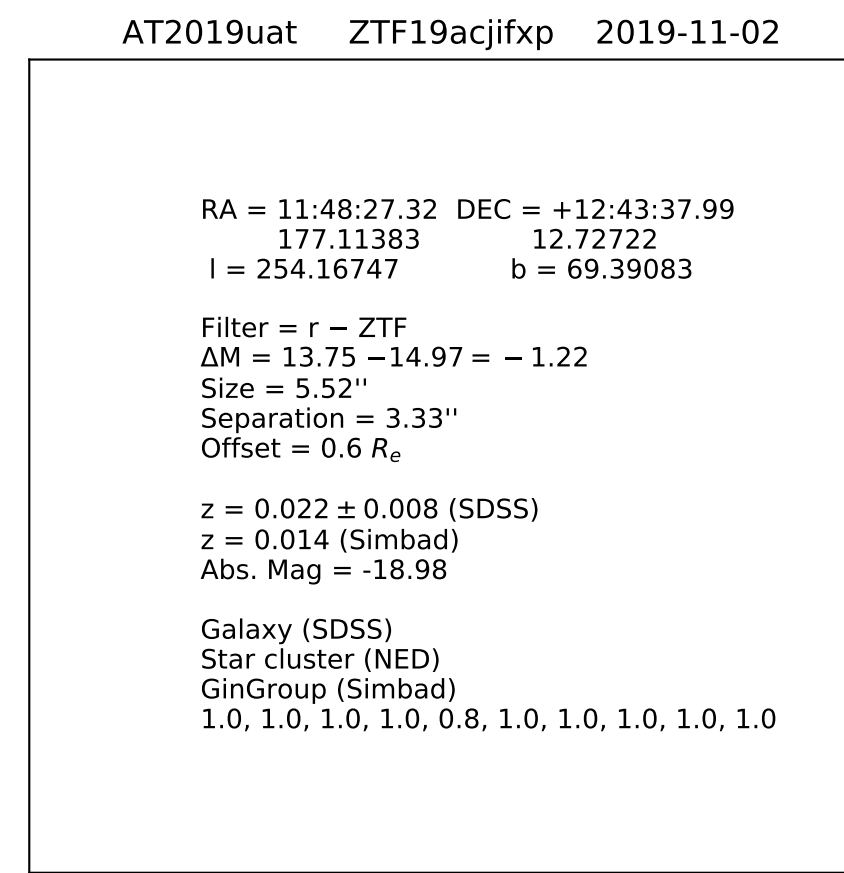 AT2019uat ZTF19acjifxp 2019-11-02
RA = 11:48:27.32 DEC = +12:43:37.99
177.11383 12.72722
l = 254.16747 b = 69.39083
Filter = r − ZTF
ΔM = 13.75 −14.97 = − 1.22
Size = 5.52''
Separation = 3.33''
Offset = 0.6 Rₑ
z = 0.022 ± 0.008 (SDSS)
z = 0.014 (Simbad)
Abs. Mag = -18.98
Galaxy (SDSS)
Star cluster (NED)
GinGroup (Simbad)
1.0, 1.0, 1.0, 1.0, 0.8, 1.0, 1.0, 1.0, 1.0, 1.0